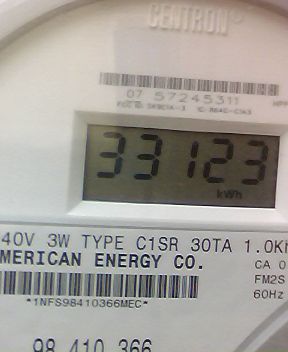 CENTRON®
07 57245311
33123
kWh
40V 3W TYPE C1SR 30TA 1.0K
MERICAN ENERGY CO.
CA 0
FM2S
*1NFS98410366MEC*
60Hz
98 410 366